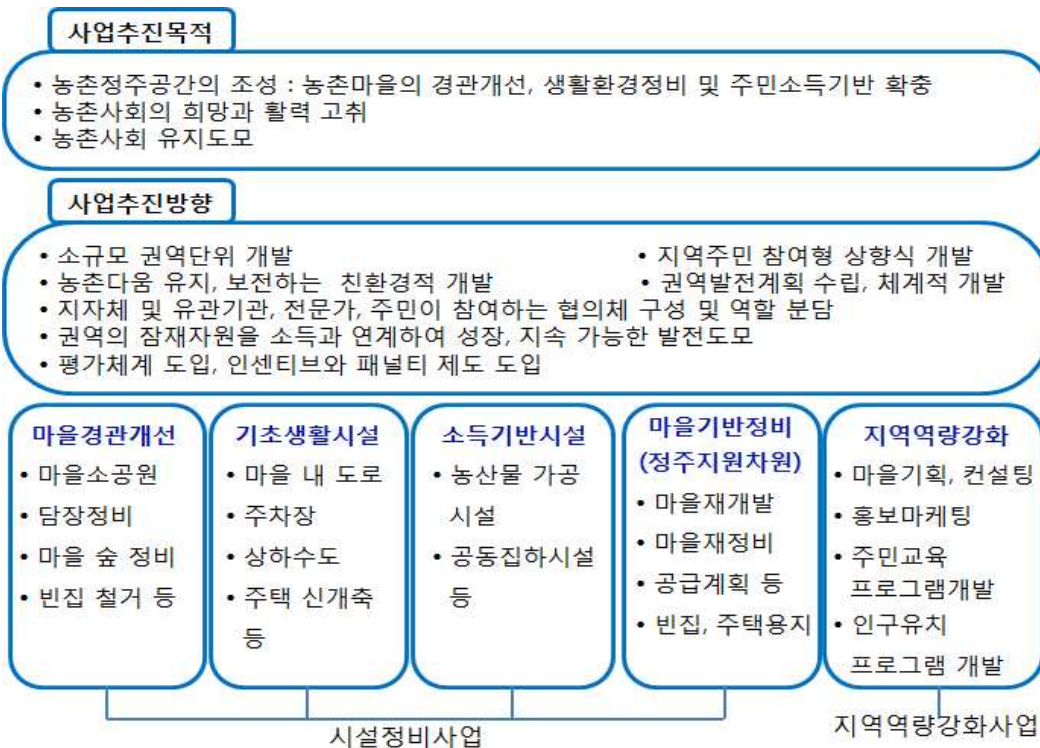 사업추진목적
• 농촌정주공간의 조성 : 농촌마을의 경관개선, 생활환경정비 및 주민소득기반 확충
• 농촌사회의 희망과 활력 고취
• 농촌사회 유지도모
사업추진방향
• 소규모 권역단위 개발
• 지역주민 참여형 상향식 개발
• 농촌다움 유지, 보전하는 친환경적 개발
• 권역발전계획 수립, 체계적 개발
• 지자체 및 유관기관, 전문가, 주민이 참여하는 협의체 구성 및 역할 분담
• 권역의 잠재자원을 소득과 연계하여 성장, 지속 가능한 발전도모
• 평가체계 도입, 인센티브와 패널티 제도 도입
마을경관개선
• 마을소공원
• 담장정비
• 마을 숲 정비
• 빈집 철거 등
기초생활시설
• 마을 내 도로
• 주차장
• 상하수도
• 주택 신개축
등
소득기반시설
• 농산물 가공
시설
• 공동집하시설
등
마을기반정비
(정주지원차원)
• 마을재개발
• 마을재정비
• 공급계획 등
• 빈집, 주택용지
지역역량강화
• 마을기획, 컨설팅
• 홍보마케팅
• 주민교육
프로그램개발
• 인구유치
프로그램 개발
시설정비사업
지역역량강화사업